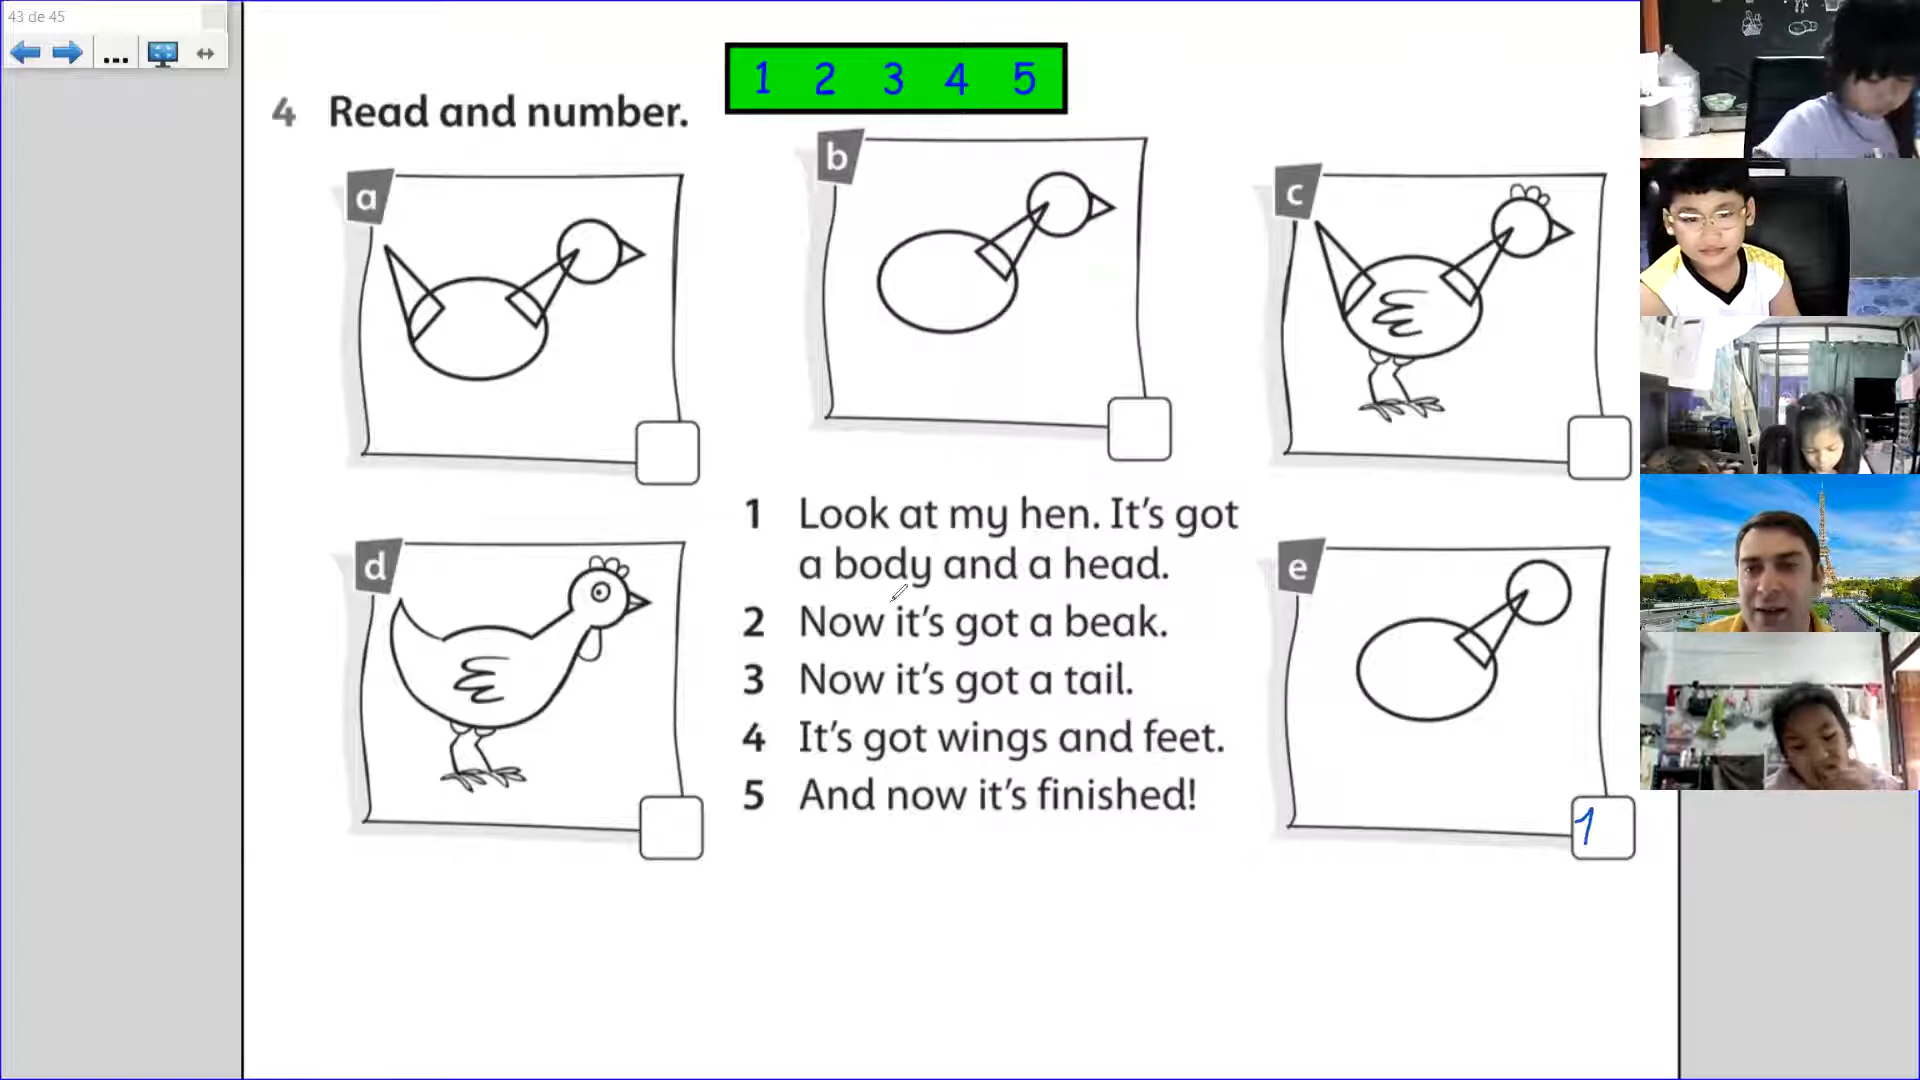 43 de 45
...
1 2 3 4 5
4 Read and number.
a
b
c
1 Look at my hen. It's got
a body and a head.
2 Now it's got a beak.
3 Now it's got a tail.
4 It's got wings and feet.
5 And now it's finished!
d
e
1